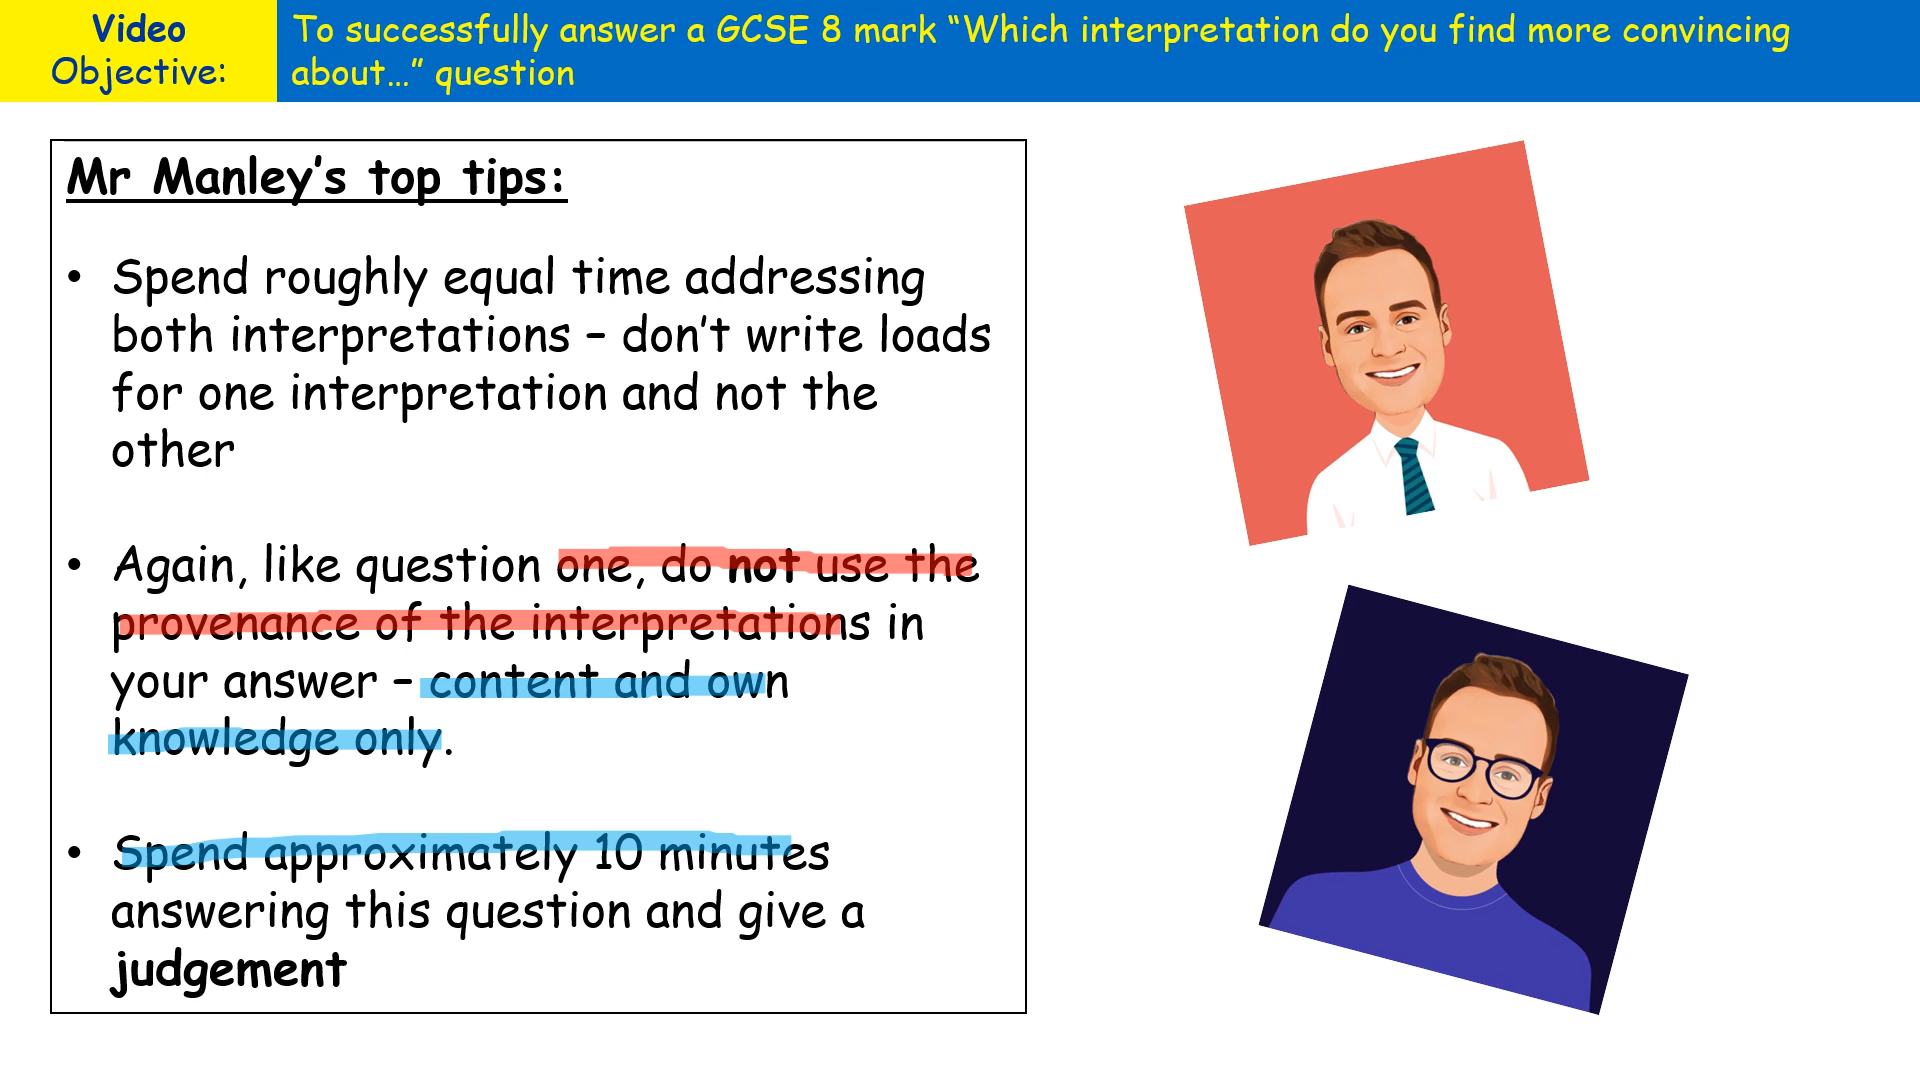 Video
Objective:
To successfully answer a GCSE 8 mark “Which interpretation do you find more convincing
about…” question
Mr Manley’s top tips:
• Spend roughly equal time addressing
both interpretations – don’t write loads
for one interpretation and not the
other
• Again, like question one, do not use the
provenance of the interpretations in
your answer – content and own
knowledge only.
• Spend approximately 10 minutes
answering this question and give a
judgement